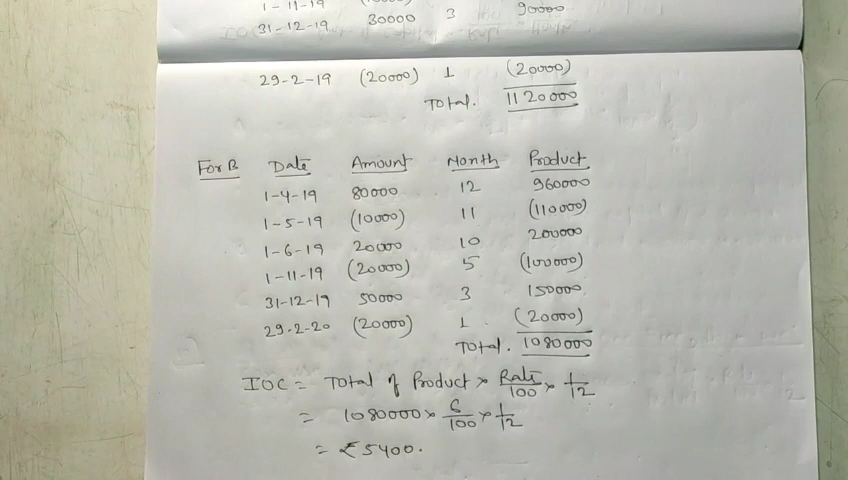 1-11-19
31-12-19 30000 3 90000
29-2-19 (20000) 1 (20000)
Total. 1120000
For B Date Amount Month Product
1-4-19 80000 12 960000
1-5-19 (10000) 11 (110000)
1-6-19 20000 10 200000
1-11-19 (20000) 5 (100000)
31-12-19 50000 3 150000
29-2-20 (20000) 1 (20000)
Total. 1080000
IOC = Total of Product × Rate/100 × 1/12
= 1080000 × 6/100 × 1/12
= ₹5400.